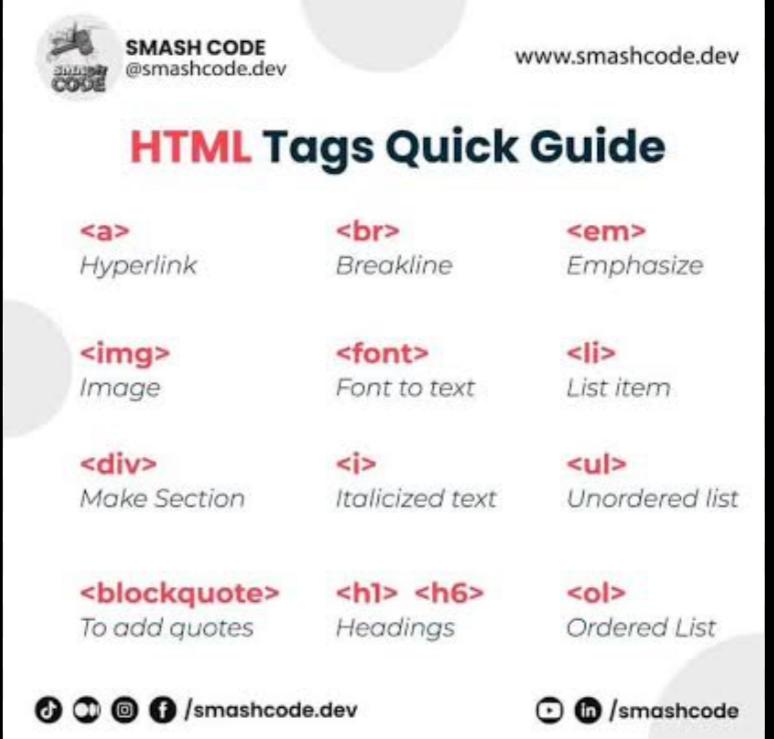 SMASH CODE
@smashcode.dev
www.smashcode.dev
CODE
HTML Tags Quick Guide
<a> <br> <em>
Hyperlink Breakline Emphasize
<img> <font> <li>
Image Font to text List item
<div> <i> <ul>
Make Section Italicized text Unordered list
<blockquote> <h1> <h6> <ol>
To add quotes Headings Ordered List
/smashcode.dev
/smashcode